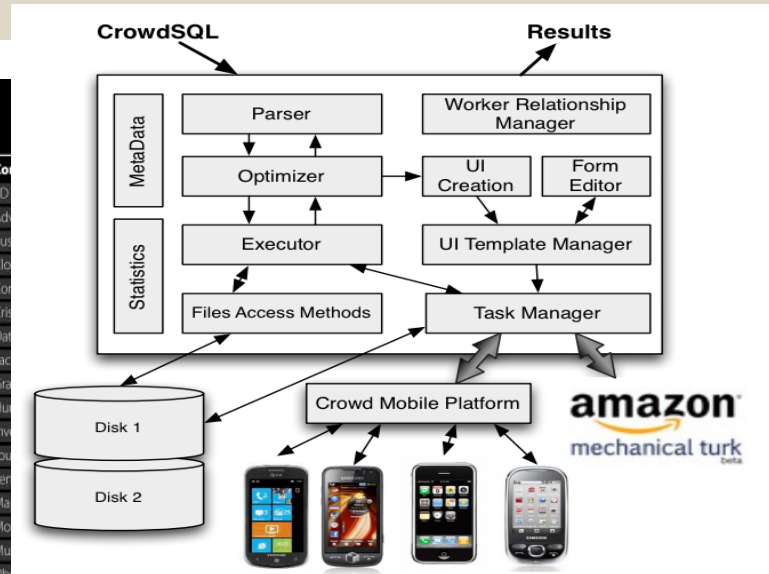 CrowdSQL
Results
MetaData
Parser
Worker Relationship
Manager
Optimizer
UI
Creation
Form
Editor
Statistics
Executor
UI Template Manager
Files Access Methods
Task Manager
Disk 1
Disk 2
Crowd Mobile Platform
amazon
mechanical turk
beta